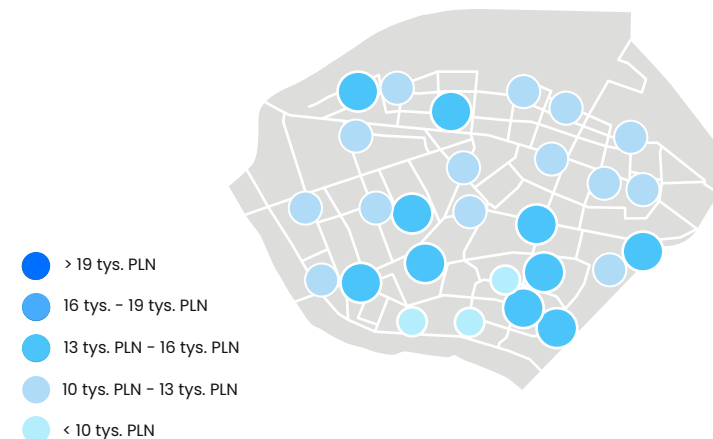 > 19 tys. PLN
16 tys. - 19 tys. PLN
13 tys. PLN - 16 tys. PLN
10 tys. PLN - 13 tys. PLN
< 10 tys. PLN